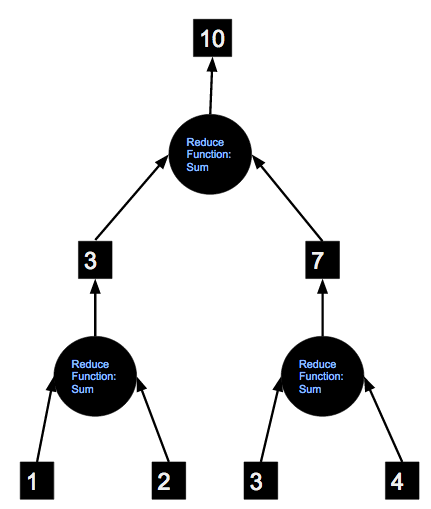 10
Reduce
Function:
Sum
3
7
Reduce
Function:
Sum
Reduce
Function:
Sum
1
2
3
4